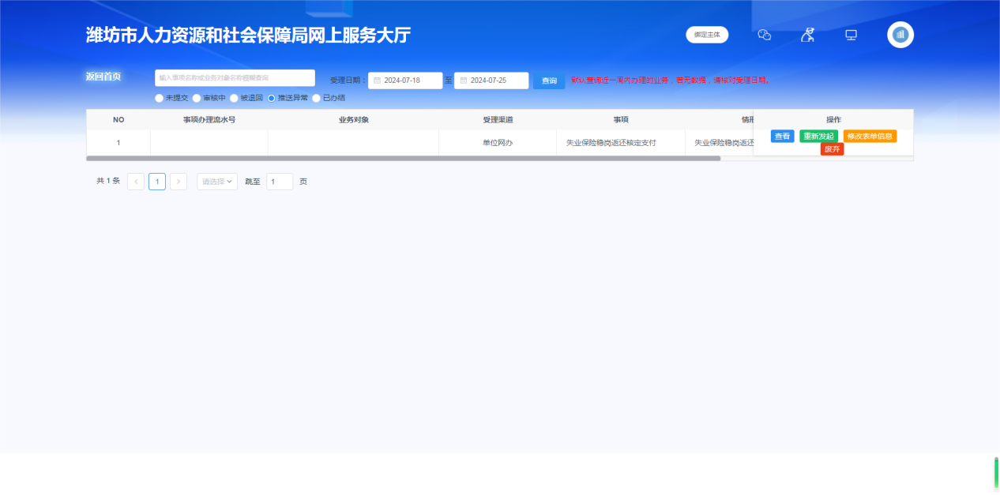 潍坊市人力资源和社会保障局网上服务大厅
绑定主体
返回首页
输入事项名称或业务对象名称模糊查询
受理日期：
2024-07-18
至
2024-07-25
查询
默认查询近一周内办理的业务，若无数据，请核对受理日期。
未提交 审核中 被退回 推送异常 已办结
NO 事项办理流水号 业务对象 受理渠道 事项 情形 操作
1 单位网办 失业保险稳岗返还核定支付 失业保险稳岗返还
查看 重新发起 修改表单信息
废弃
共 1 条 1 请选择 跳至 1 页